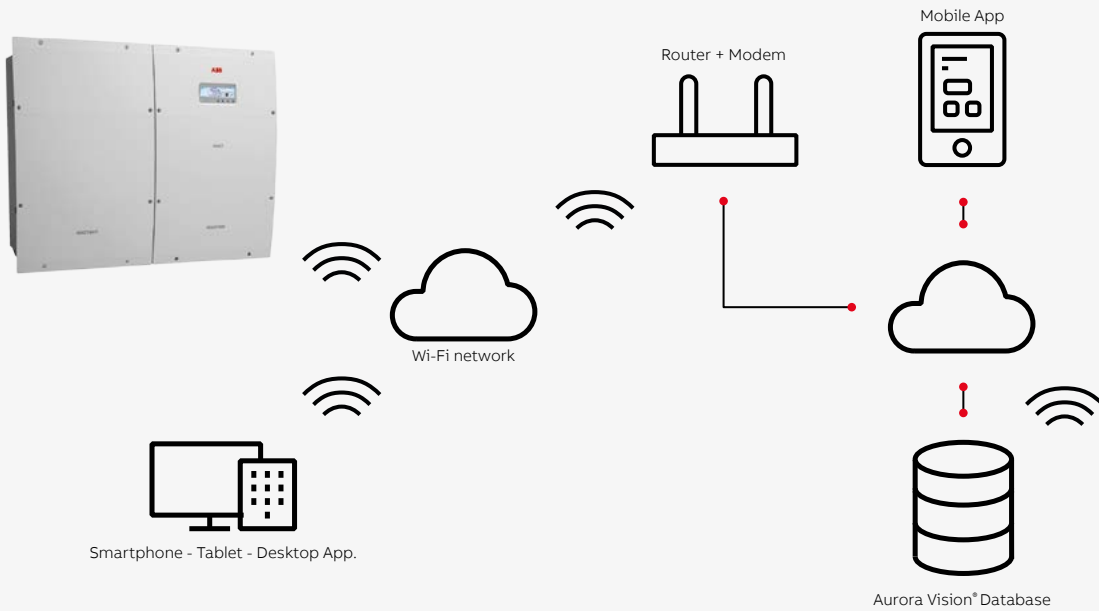 Mobile App
Router + Modem
ABB
Wi-Fi network
Smartphone - Tablet - Desktop App.
Aurora Vision® Database